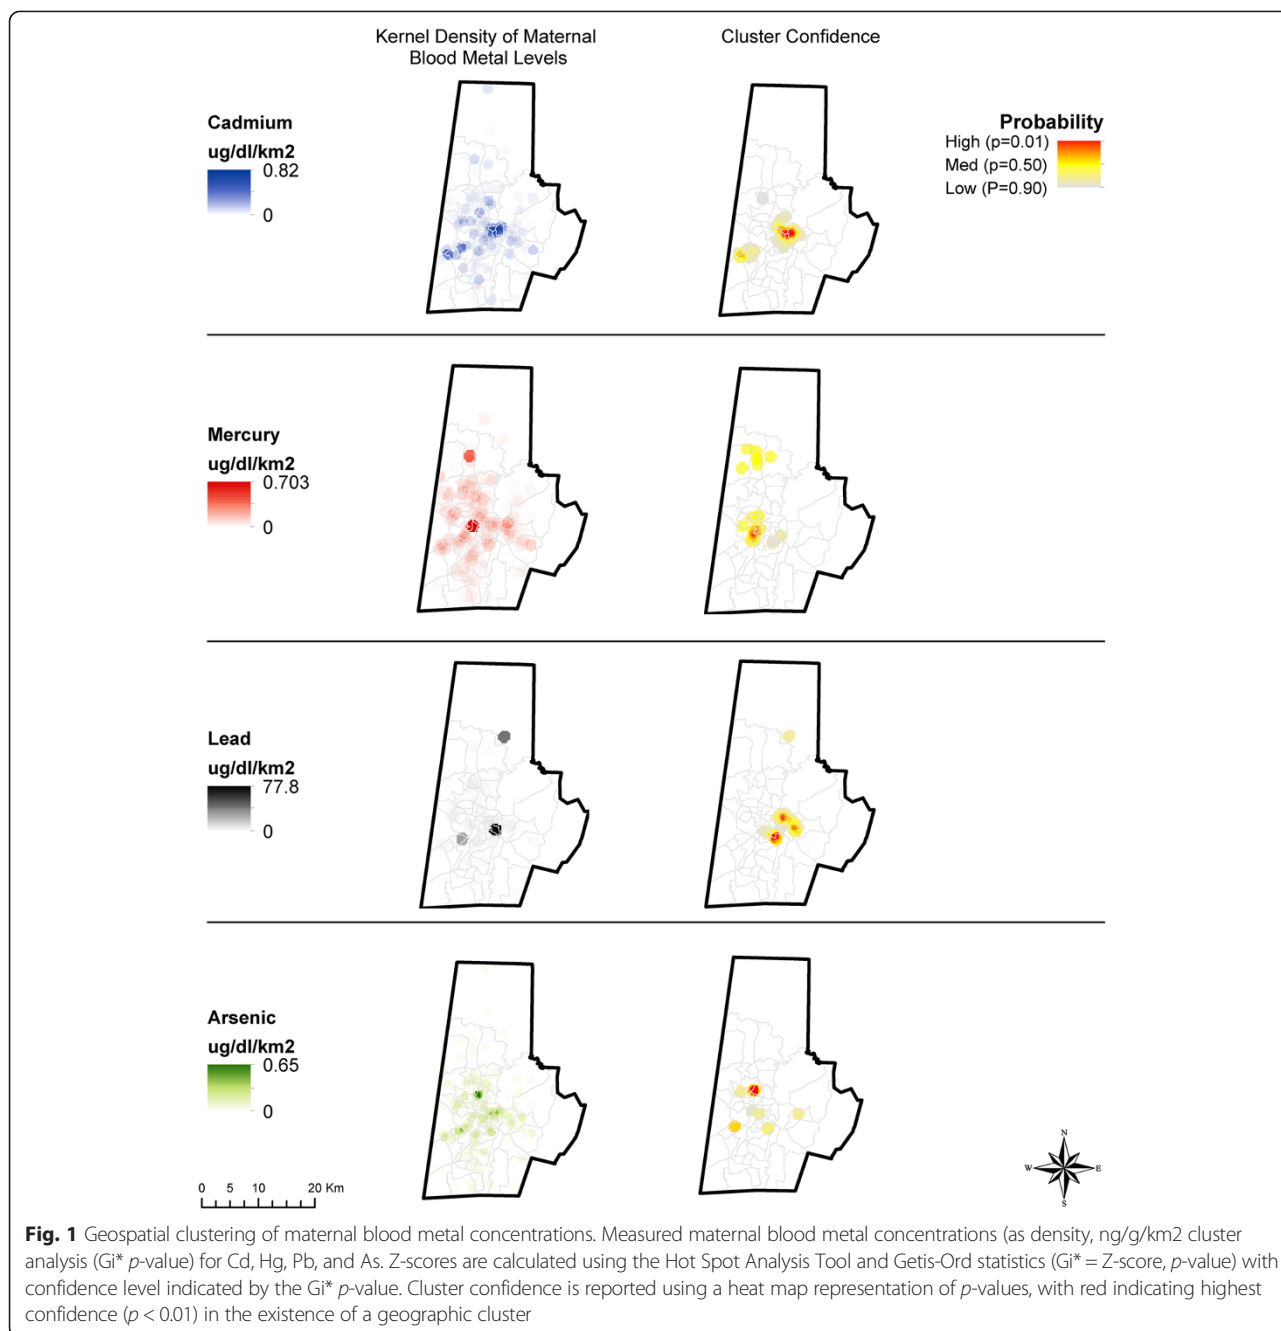 Kernel Density of Maternal
Blood Metal Levels
Cluster Confidence
Cadmium
ug/dl/km2
0.82
0
Probability
High (p=0.01)
Med (p=0.50)
Low (P=0.90)
Mercury
ug/dl/km2
0.703
0
Lead
ug/dl/km2
77.8
0
Arsenic
ug/dl/km2
0.65
0
0 5 10 20 Km
N
W E
S
Fig. 1 Geospatial clustering of maternal blood metal concentrations. Measured maternal blood metal concentrations (as density, ng/g/km2 cluster
analysis (Gi* p-value) for Cd, Hg, Pb, and As. Z-scores are calculated using the Hot Spot Analysis Tool and Getis-Ord statistics (Gi* = Z-score, p-value) with
confidence level indicated by the Gi* p-value. Cluster confidence is reported using a heat map representation of p-values, with red indicating highest
confidence (p < 0.01) in the existence of a geographic cluster